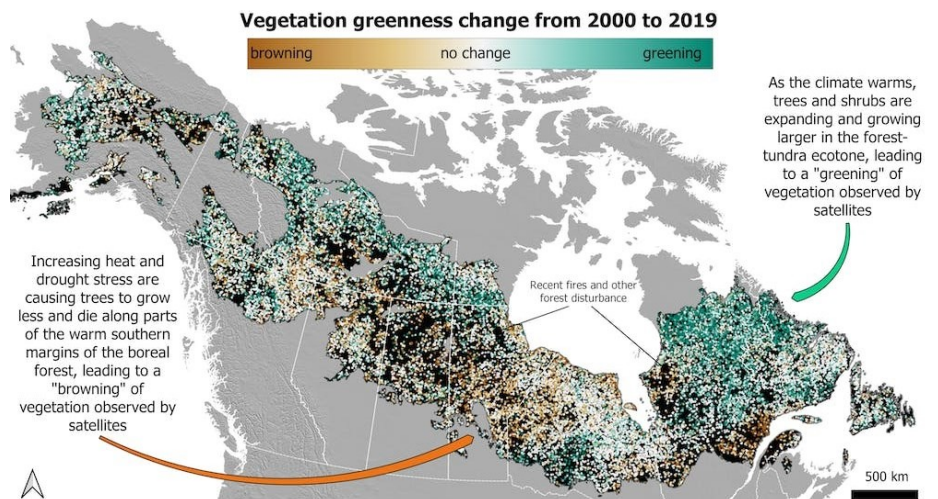 Vegetation greenness change from 2000 to 2019
browning
no change
greening
As the climate warms,
trees and shrubs are
expanding and growing
larger in the forest-
tundra ecotone, leading
to a "greening" of
vegetation observed by
satellites
Increasing heat and
drought stress are
causing trees to grow
less and die along parts
of the warm southern
margins of the boreal
forest, leading to a
"browning" of
vegetation observed by
satellites
Recent fires and other
forest disturbance
500 km